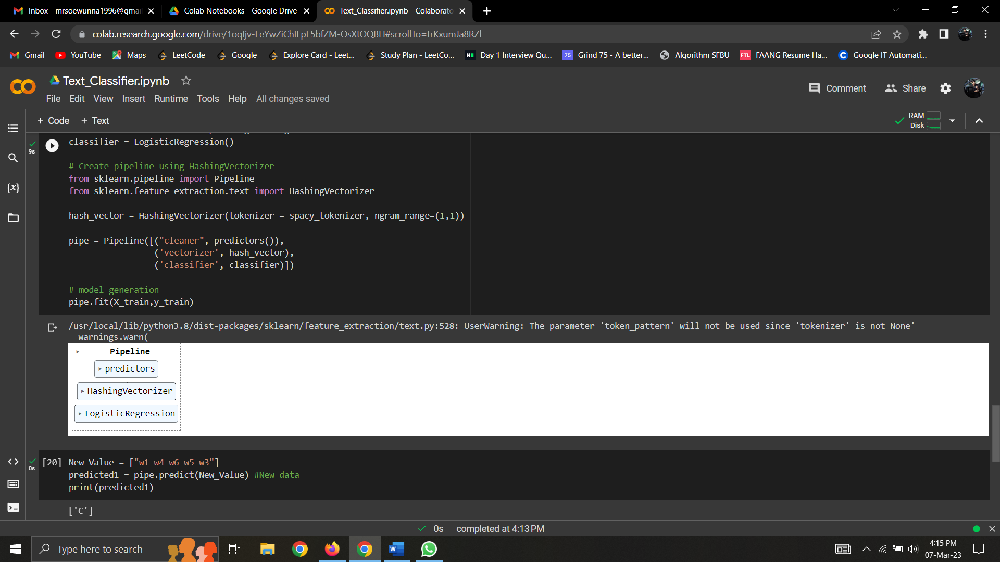 Inbox - mrsoewunna1996@gmai
Colab Notebooks - Google Drive
Text_Classifier.ipynb - Colaborato
colab.research.google.com/drive/1oqIjv-FeYwZiChILpL5bfZM-OsXtOQBH#scrollTo=trKxumJa8RZl
Gmail YouTube Maps LeetCode Google Explore Card - Leet... Study Plan - LeetCo... Day 1 Interview Qu... 75 Grind 75 - A better... Algorithm SFBU FTL FAANG Resume Ha... Google IT Automati...
Text_Classifier.ipynb
File Edit View Insert Runtime Tools Help All changes saved
Comment Share
+ Code + Text
RAM
Disk
9s
classifier = LogisticRegression()
# Create pipeline using HashingVectorizer
from sklearn.pipeline import Pipeline
from sklearn.feature_extraction.text import HashingVectorizer
hash_vector = HashingVectorizer(tokenizer = spacy_tokenizer, ngram_range=(1,1))
pipe = Pipeline([("cleaner", predictors()),
('vectorizer', hash_vector),
('classifier', classifier)])
# model generation
pipe.fit(X_train,y_train)
/usr/local/lib/python3.8/dist-packages/sklearn/feature_extraction/text.py:528: UserWarning: The parameter 'token_pattern' will not be used since 'tokenizer' is not None'
warnings.warn(
Pipeline
predictors
HashingVectorizer
LogisticRegression
0s
[20] New_Value = ["w1 w4 w6 w5 w3"]
predicted1 = pipe.predict(New_Value) #New data
print(predicted1)
['C']
0s completed at 4:13 PM
Type here to search
4:15 PM
07-Mar-23